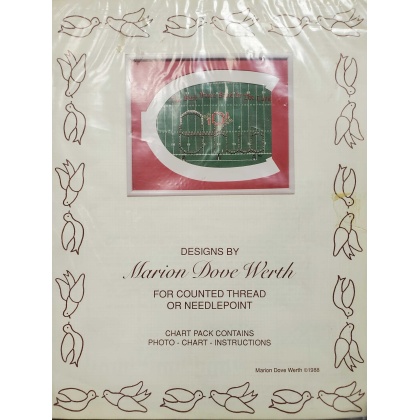 DESIGNS BY
Marion Dove Werth
FOR COUNTED THREAD
OR NEEDLEPOINT
CHART PACK CONTAINS
PHOTO - CHART - INSTRUCTIONS
Marion Dove Werth ©1988